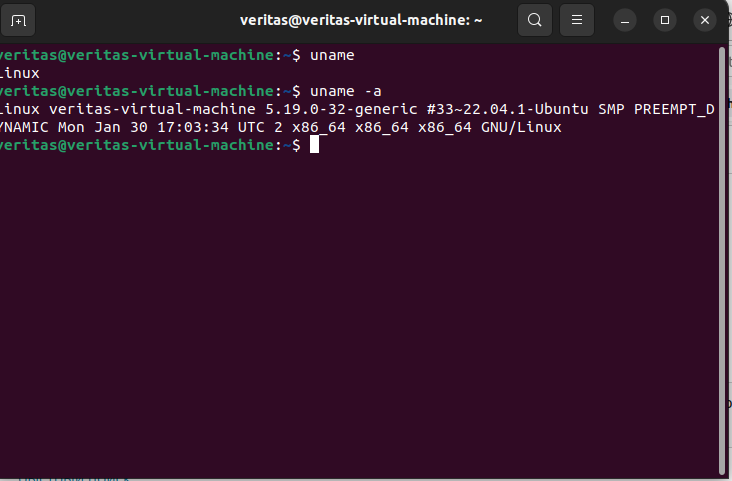 veritas@veritas-virtual-machine: ~
veritas@veritas-virtual-machine:~$ uname
Linux
veritas@veritas-virtual-machine:~$ uname -a
Linux veritas-virtual-machine 5.19.0-32-generic #33~22.04.1-Ubuntu SMP PREEMPT_D
YNAMIC Mon Jan 30 17:03:34 UTC 2 x86_64 x86_64 x86_64 GNU/Linux
veritas@veritas-virtual-machine:~$